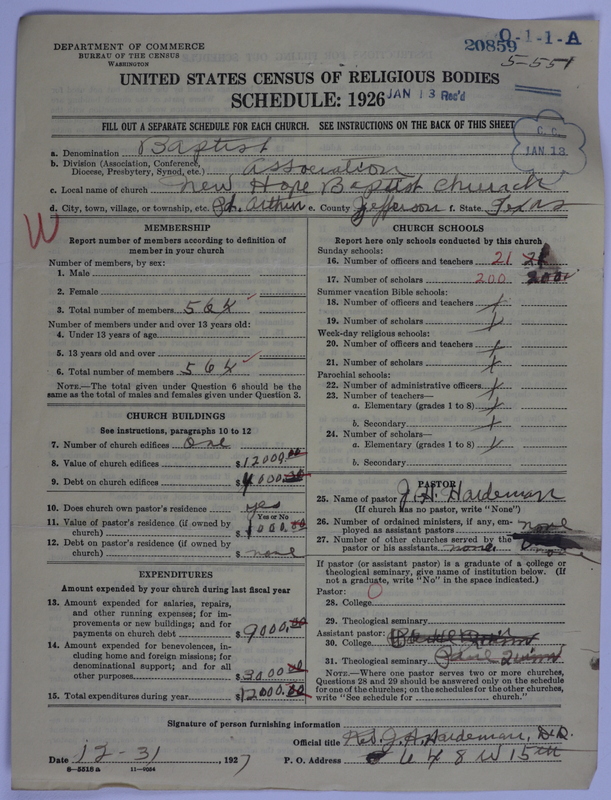 O-1-1-A
20859
5-551
DEPARTMENT OF COMMERCE
BUREAU OF THE CENSUS
WASHINGTON
UNITED STATES CENSUS OF RELIGIOUS BODIES
SCHEDULE: 1926
JAN 13 Rec'd
FILL OUT A SEPARATE SCHEDULE FOR EACH CHURCH. SEE INSTRUCTIONS ON THE BACK OF THIS SHEET
C. C.
JAN 13
a. Denomination Baptist
b. Division (Association, Conference, Diocese, Presbytery, Synod, etc.) Association
c. Local name of church New Hope Baptist Church
d. City, town, village, or township, etc. Pt. Arthur e. County Jefferson f. State Texas
W
MEMBERSHIP
Report number of members according to definition of
member in your church
Number of members, by sex:
1. Male
2. Female
3. Total number of members 564
Number of members under and over 13 years old:
4. Under 13 years of age
5. 13 years old and over
6. Total number of members 564
NOTE.—The total given under Question 6 should be the
same as the total of males and females given under Question 3.
CHURCH BUILDINGS
See instructions, paragraphs 10 to 12
7. Number of church edifices One
8. Value of church edifices $12000.00
9. Debt on church edifices $4000.00
10. Does church own pastor's residence yes
Yes or No
11. Value of pastor's residence (if owned by
church) $1000.00
12. Debt on pastor's residence (if owned by
church) $ none
EXPENDITURES
Amount expended by your church during last fiscal year
13. Amount expended for salaries, repairs,
and other running expenses; for im-
provements or new buildings; and for
payments on church debt $9000.00
14. Amount expended for benevolences, in-
cluding home and foreign missions; for
denominational support; and for all
other purposes $3000.00
15. Total expenditures during year $12000.00
CHURCH SCHOOLS
Report here only schools conducted by this church
Sunday schools:
16. Number of officers and teachers 21
17. Number of scholars 200 200
Summer vacation Bible schools:
18. Number of officers and teachers
19. Number of scholars
Week-day religious schools:
20. Number of officers and teachers
21. Number of scholars
Parochial schools:
22. Number of administrative officers
23. Number of teachers—
a. Elementary (grades 1 to 8)
b. Secondary
24. Number of scholars—
a. Elementary (grades 1 to 8)
b. Secondary
PASTOR
25. Name of pastor J. A. Hardeman
(If church has no pastor, write "None")
26. Number of ordained ministers, if any, em-
ployed as assistant pastors none
27. Number of other churches served by the
pastor or his assistants none
If pastor (or assistant pastor) is a graduate of a college or
theological seminary, give name of institution below. (If
not a graduate, write "No" in the space indicated.)
Pastor:
28. College
29. Theological seminary
Assistant pastor:
30. College
31. Theological seminary
NOTE.—Where one pastor serves two or more churches,
Questions 28 and 29 should be answered only on the schedule
for one of the churches; on the schedules for the other churches,
write "See schedule for church."
Signature of person furnishing information
Official title J. A. Hardeman, D.D.
Date 12-31 1927 P. O. Address 648 W 15th
8—5518 a 11—9064